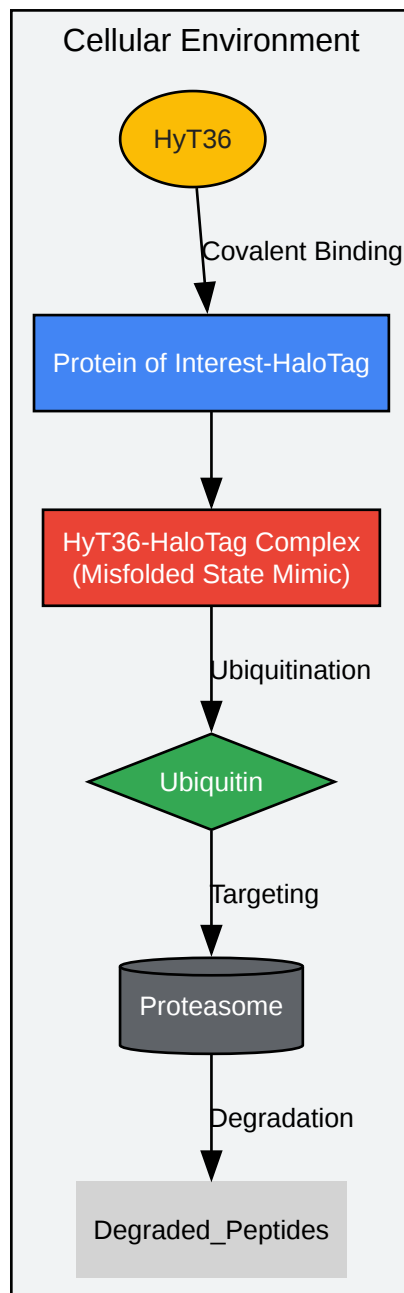 Cellular Environment
HyT36
Covalent Binding
Protein of Interest-HaloTag
HyT36-HaloTag Complex
(Misfolded State Mimic)
Ubiquitination
Ubiquitin
Targeting
Proteasome
Degradation
Degraded_Peptides